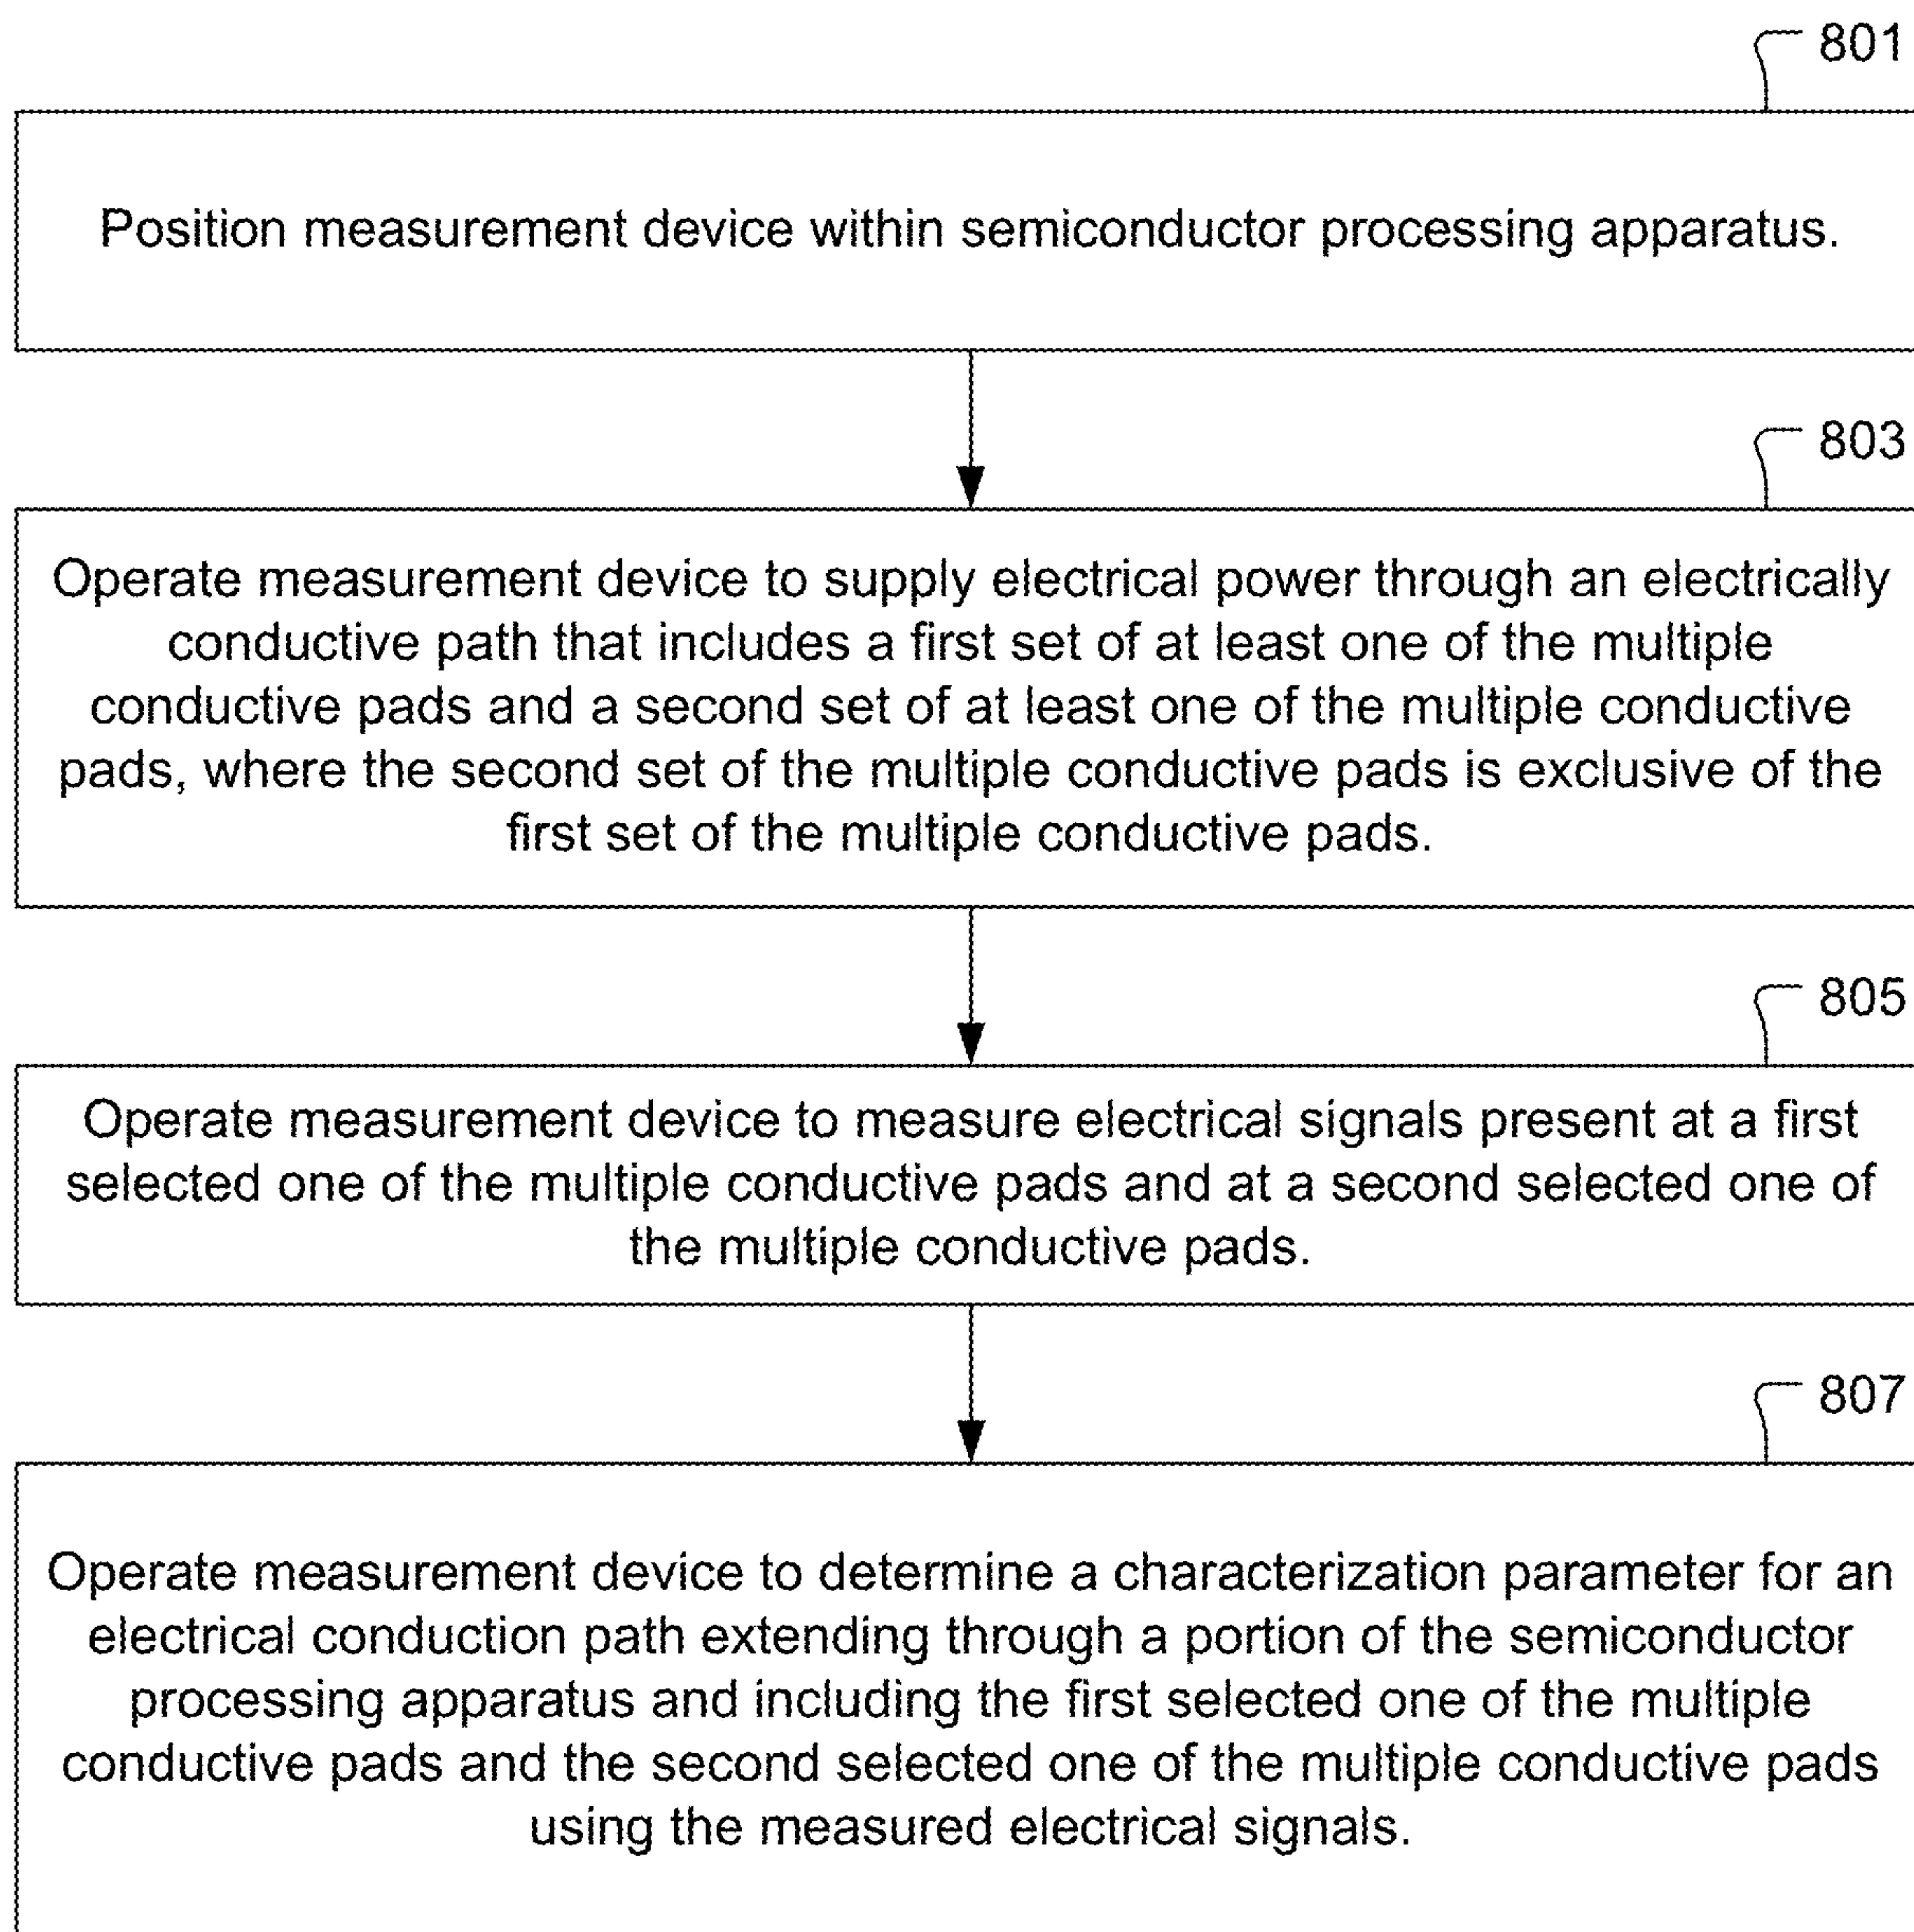 801
Position measurement device within semiconductor processing apparatus.
803
Operate measurement device to supply electrical power through an electrically
conductive path that includes a first set of at least one of the multiple
conductive pads and a second set of at least one of the multiple conductive
pads, where the second set of the multiple conductive pads is exclusive of the
first set of the multiple conductive pads.
805
Operate measurement device to measure electrical signals present at a first
selected one of the multiple conductive pads and at a second selected one of
the multiple conductive pads.
807
Operate measurement device to determine a characterization parameter for an
electrical conduction path extending through a portion of the semiconductor
processing apparatus and including the first selected one of the multiple
conductive pads and the second selected one of the multiple conductive pads
using the measured electrical signals.